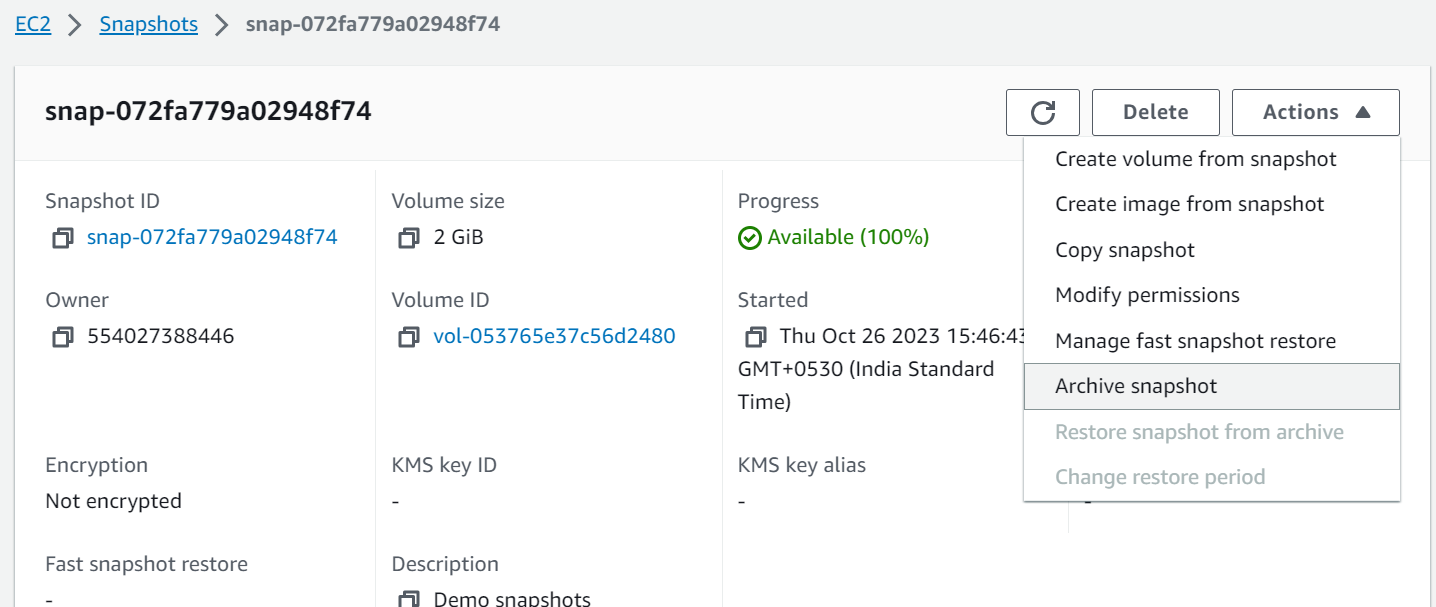 EC2 > Snapshots > snap-072fa779a02948f74
snap-072fa779a02948f74
Delete
Actions
Create volume from snapshot
Create image from snapshot
Copy snapshot
Modify permissions
Manage fast snapshot restore
Archive snapshot
Restore snapshot from archive
Change restore period
Snapshot ID
snap-072fa779a02948f74
Volume size
2 GiB
Progress
Available (100%)
Owner
554027388446
Volume ID
vol-053765e37c56d2480
Started
Thu Oct 26 2023 15:46:43
GMT+0530 (India Standard
Time)
Encryption
Not encrypted
KMS key ID
-
KMS key alias
-
-
Fast snapshot restore
-
Description
Demo snapshots